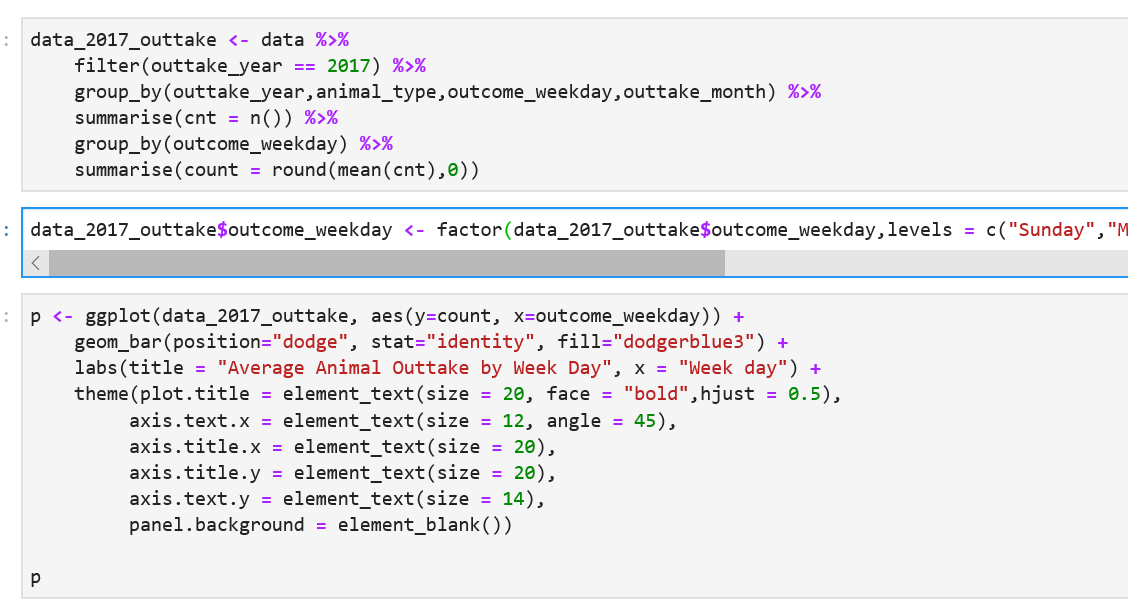 data_2017_outtake <- data %>%
    filter(outtake_year == 2017) %>%
    group_by(outtake_year,animal_type,outcome_weekday,outtake_month) %>%
    summarise(cnt = n()) %>%
    group_by(outcome_weekday) %>%
    summarise(count = round(mean(cnt),0))
data_2017_outtake$outcome_weekday <- factor(data_2017_outtake$outcome_weekday,levels = c("Sunday","M
p <- ggplot(data_2017_outtake, aes(y=count, x=outcome_weekday)) +
    geom_bar(position="dodge", stat="identity", fill="dodgerblue3") +
    labs(title = "Average Animal Outtake by Week Day", x = "Week day") +
    theme(plot.title = element_text(size = 20, face = "bold",hjust = 0.5),
         axis.text.x = element_text(size = 12, angle = 45),
         axis.title.x = element_text(size = 20),
         axis.title.y = element_text(size = 20),
         axis.text.y = element_text(size = 14),
         panel.background = element_blank())
p